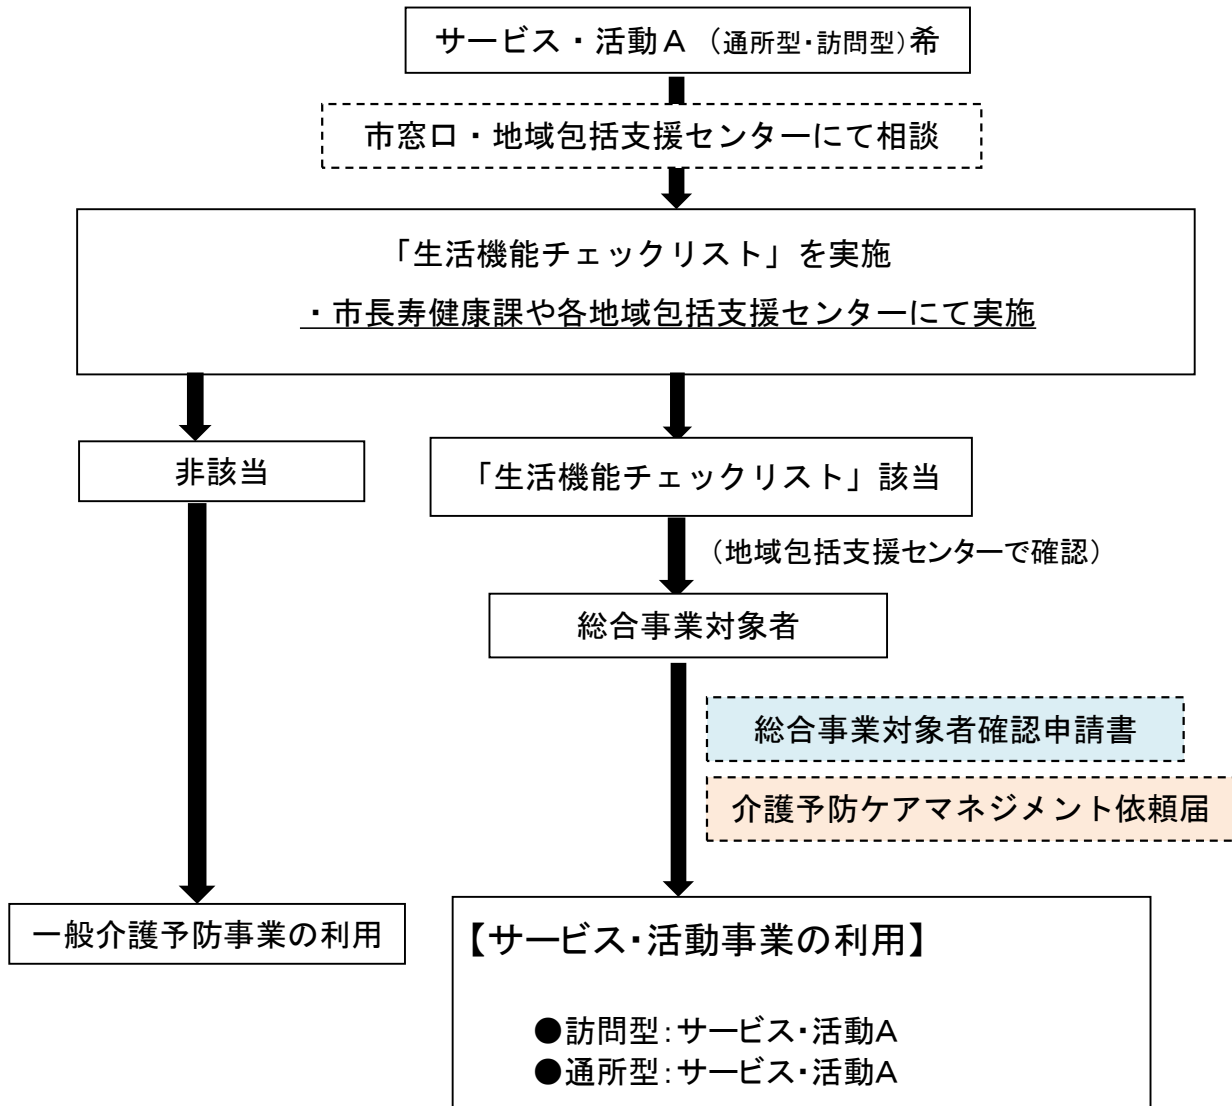 サービス・活動A（通所型・訪問型）希
市窓口・地域包括支援センターにて相談
「生活機能チェックリスト」を実施
・市長寿健康課や各地域包括支援センターにて実施
非該当
「生活機能チェックリスト」該当
（地域包括支援センターで確認）
総合事業対象者
総合事業対象者確認申請書
介護予防ケアマネジメント依頼届
一般介護予防事業の利用
【サービス・活動事業の利用】
●訪問型：サービス・活動A
●通所型：サービス・活動A